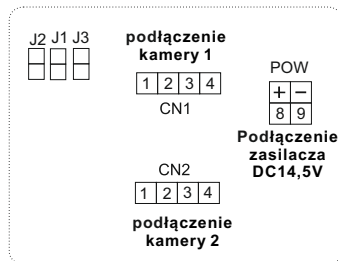 J2 J1 J3
podłączenie
kamery 1
1 2 3 4
CN1
POW
+ −
8 9
Podłączenie
zasilacza
DC14,5V
CN2
1 2 3 4
podłączenie
kamery 2